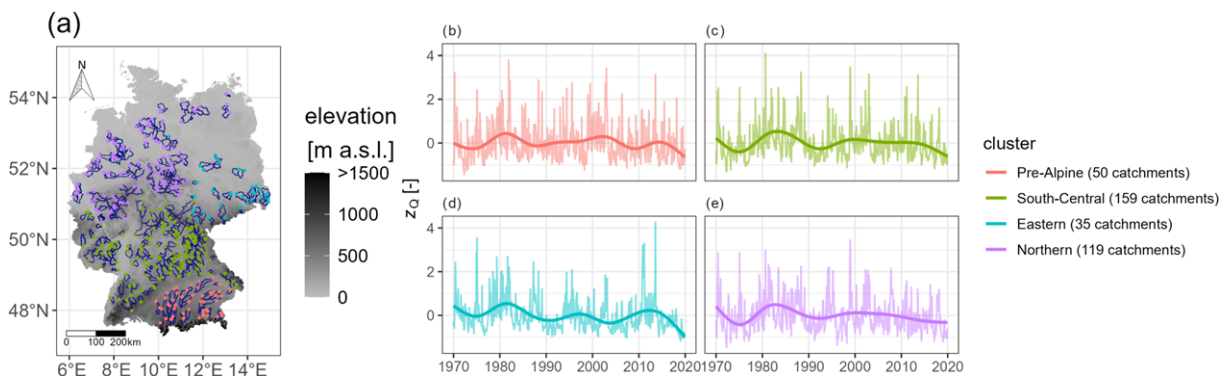 (a)
N
54°N
52°N
50°N
48°N
0 100 200km
6°E 8°E 10°E 12°E 14°E
elevation
[m a.s.l.]
>1500
1000
500
0
(b)
(c)
4
2
0
z_Q [-]
(d)
(e)
4
2
0
1970 1980 1990 2000 2010 2020
1970 1980 1990 2000 2010 2020
cluster
Pre-Alpine (50 catchments)
South-Central (159 catchments)
Eastern (35 catchments)
Northern (119 catchments)